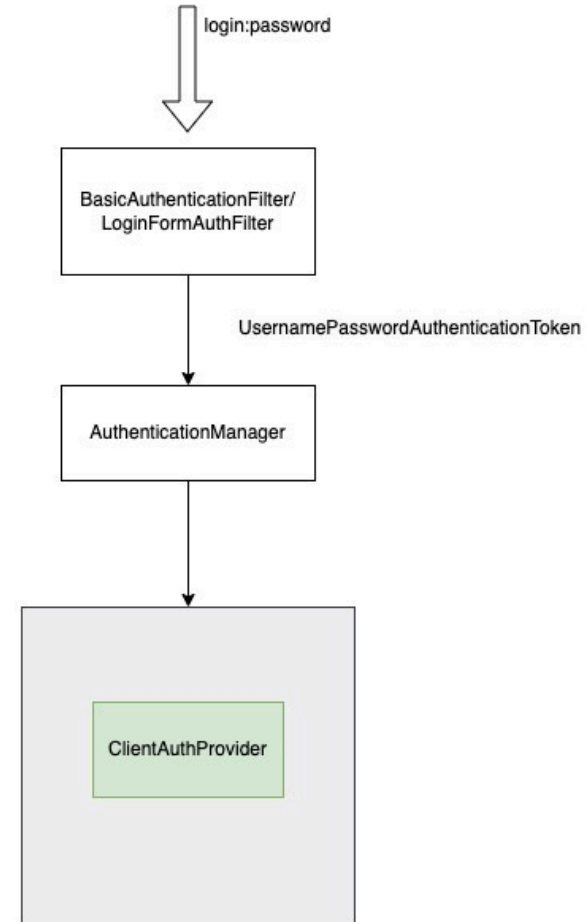 login:password
BasicAuthenticationFilter/
LoginFormAuthFilter
UsernamePasswordAuthenticationToken
AuthenticationManager
ClientAuthProvider